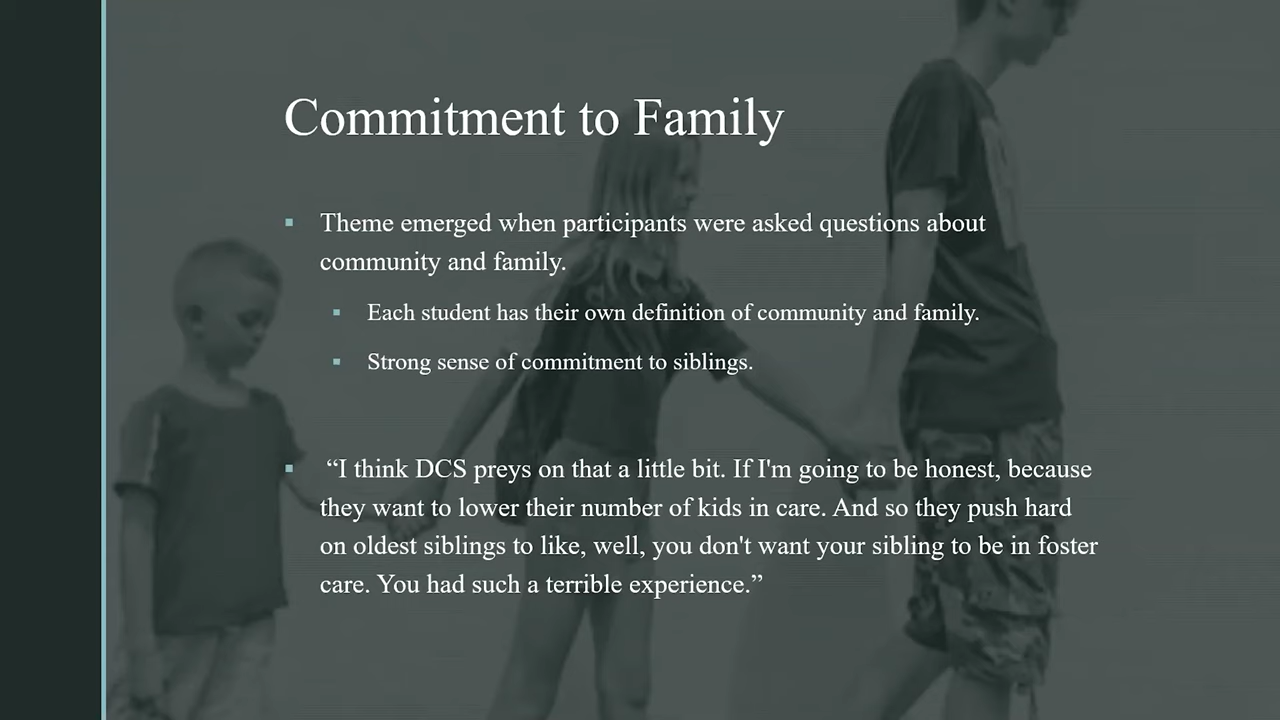 Commitment to Family
Theme emerged when participants were asked questions about
community and family.
Each student has their own definition of community and family.
Strong sense of commitment to siblings.
“I think DCS preys on that a little bit. If I'm going to be honest, because
they want to lower their number of kids in care. And so they push hard
on oldest siblings to like, well, you don't want your sibling to be in foster
care. You had such a terrible experience.”